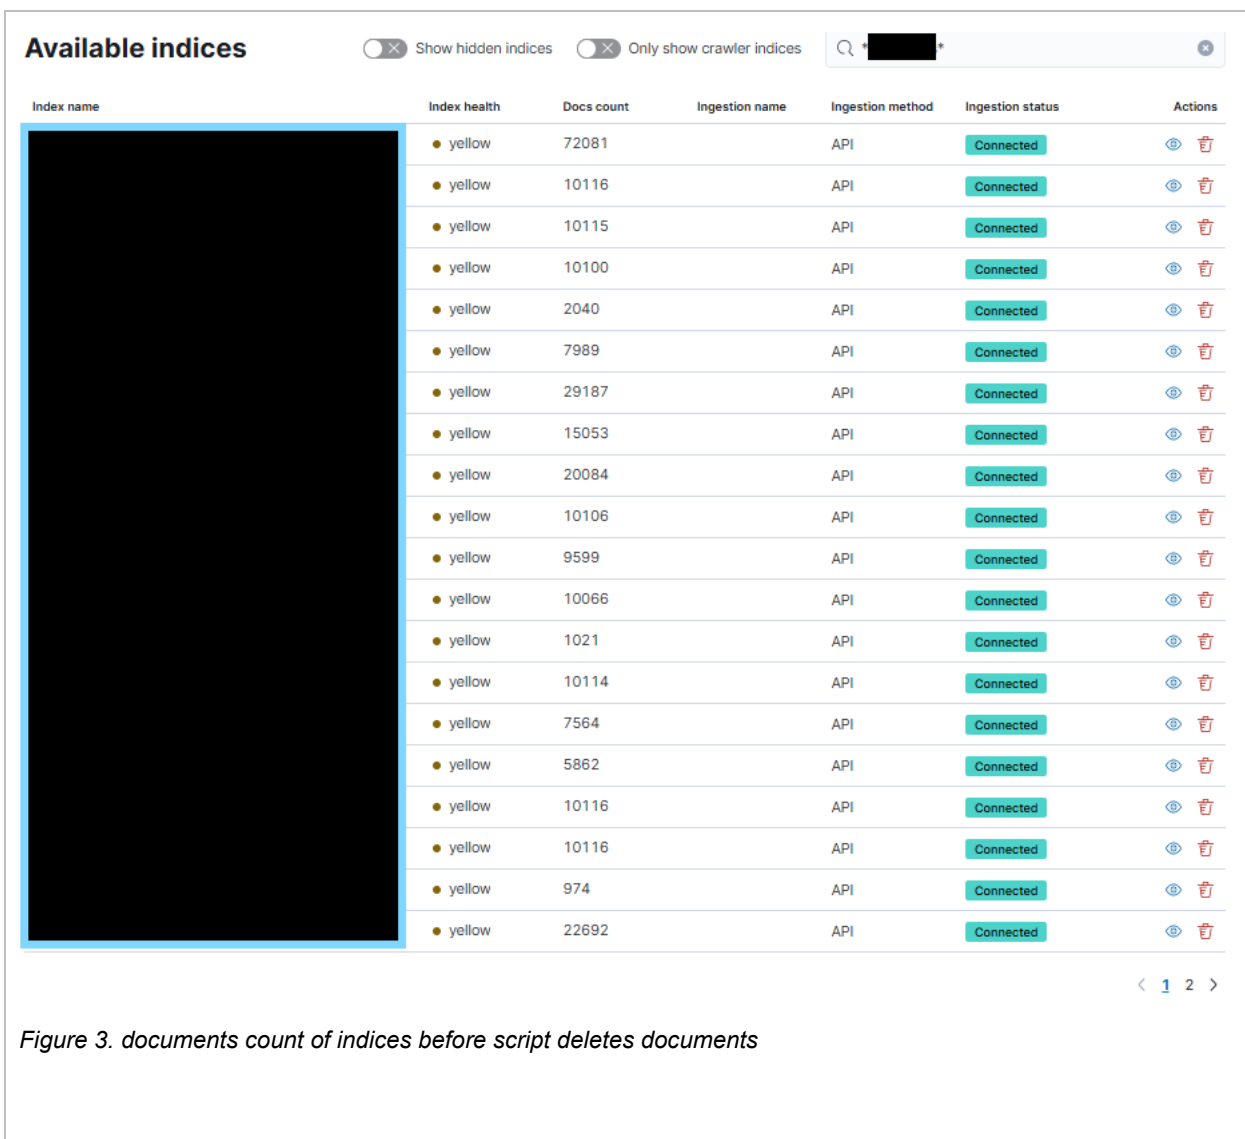 Available indices Show hidden indices Only show crawler indices * *
Index name Index health Docs count Ingestion name Ingestion method Ingestion status Actions
yellow 72081 API Connected
yellow 10116 API Connected
yellow 10115 API Connected
yellow 10100 API Connected
yellow 2040 API Connected
yellow 7989 API Connected
yellow 29187 API Connected
yellow 15053 API Connected
yellow 20084 API Connected
yellow 10106 API Connected
yellow 9599 API Connected
yellow 10066 API Connected
yellow 1021 API Connected
yellow 10114 API Connected
yellow 7564 API Connected
yellow 5862 API Connected
yellow 10116 API Connected
yellow 10116 API Connected
yellow 974 API Connected
yellow 22692 API Connected
< 1 2 >
Figure 3. documents count of indices before script deletes documents